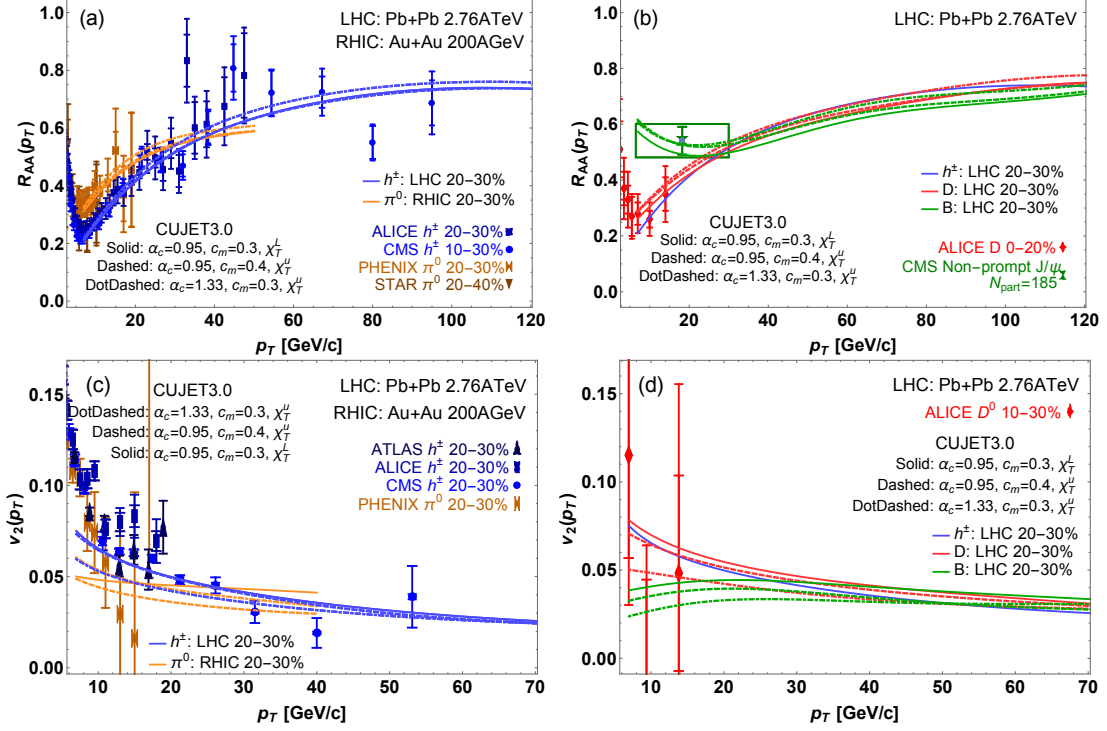 (a)
LHC: Pb+Pb 2.76ATeV
RHIC: Au+Au 200AGeV
R_AA(p_T)
1.0
0.8
0.6
0.4
0.2
0.0
h±: LHC 20-30%
π⁰: RHIC 20-30%
CUJET3.0
Solid: α_c=0.95, c_m=0.3, χ_T^L
Dashed: α_c=0.95, c_m=0.4, χ_T^u
DotDashed: α_c=1.33, c_m=0.3, χ_T^u
ALICE h± 20-30%
CMS h± 10-30%
PHENIX π⁰ 20-30%
STAR π⁰ 20-40%
20 40 60 80 100 120
p_T [GeV/c]
(b)
LHC: Pb+Pb 2.76ATeV
R_AA(p_T)
1.0
0.8
0.6
0.4
0.2
0.0
h±: LHC 20-30%
D: LHC 20-30%
B: LHC 20-30%
CUJET3.0
Solid: α_c=0.95, c_m=0.3, χ_T^L
Dashed: α_c=0.95, c_m=0.4, χ_T^u
DotDashed: α_c=1.33, c_m=0.3, χ_T^u
ALICE D 0-20%
CMS Non-prompt J/ψ
N_part=185
20 40 60 80 100 120
p_T [GeV/c]
(c)
CUJET3.0
DotDashed: α_c=1.33, c_m=0.3, χ_T^u
Dashed: α_c=0.95, c_m=0.4, χ_T^u
Solid: α_c=0.95, c_m=0.3, χ_T^L
LHC: Pb+Pb 2.76ATeV
RHIC: Au+Au 200AGeV
ATLAS h± 20-30%
ALICE h± 20-30%
CMS h± 20-30%
PHENIX π⁰ 20-30%
v₂(p_T)
0.15
0.10
0.05
0.00
h±: LHC 20-30%
π⁰: RHIC 20-30%
10 20 30 40 50 60 70
p_T [GeV/c]
(d)
LHC: Pb+Pb 2.76ATeV
ALICE D⁰ 10-30%
CUJET3.0
Solid: α_c=0.95, c_m=0.3, χ_T^L
Dashed: α_c=0.95, c_m=0.4, χ_T^u
DotDashed: α_c=1.33, c_m=0.3, χ_T^u
h±: LHC 20-30%
D: LHC 20-30%
B: LHC 20-30%
v₂(p_T)
0.15
0.10
0.05
0.00
10 20 30 40 50 60 70
p_T [GeV/c]